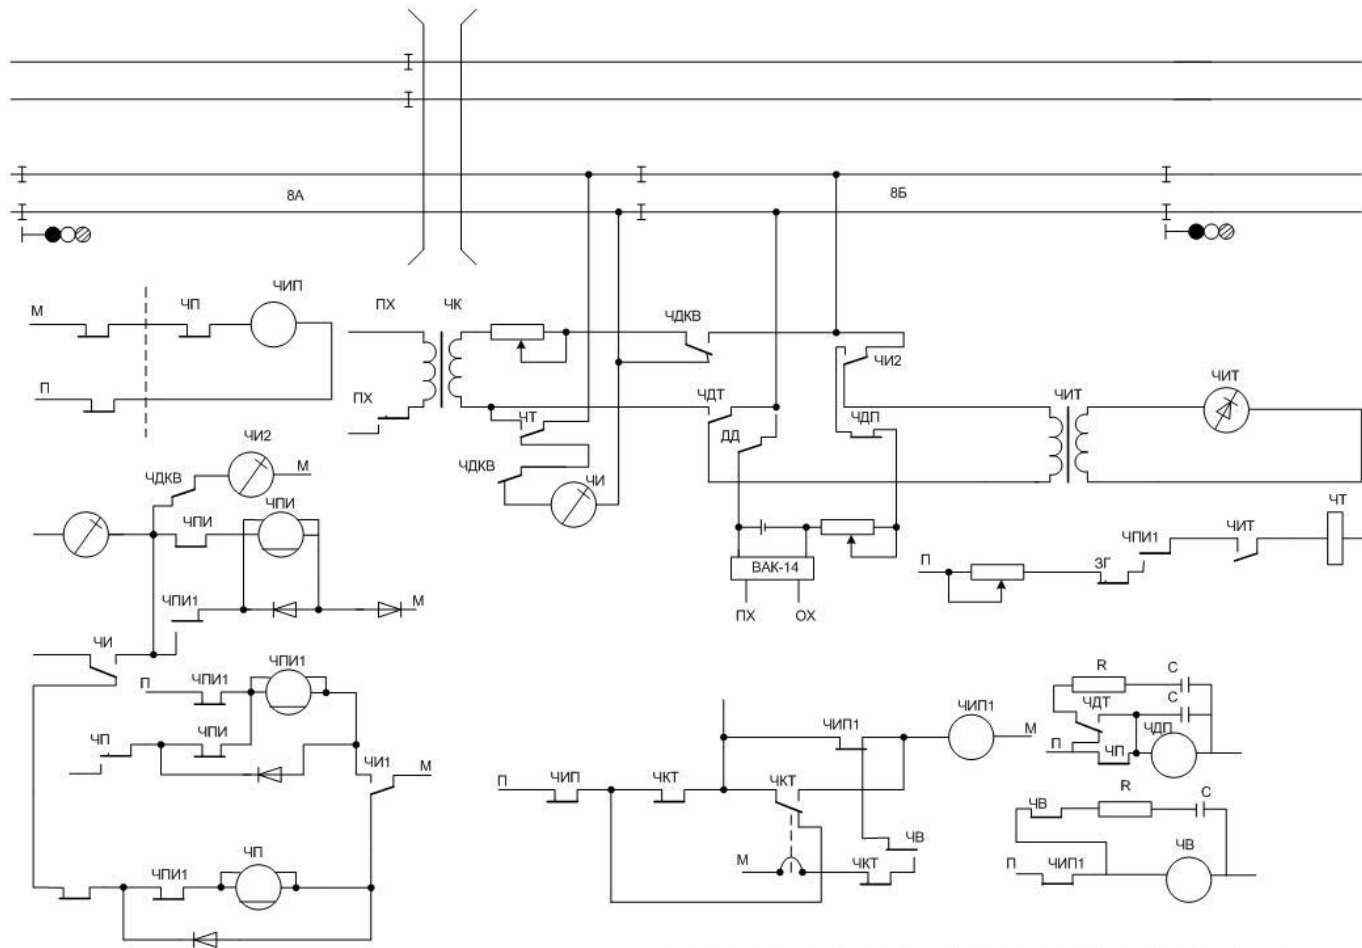 8А 8Б
М ЧП ЧИП ПХ ЧК ЧДКВ
П ЧИ2
ПХ ЧТ ЧДТ ЧДП ЧИТ ЧИТ
ЧИ2 М ДД
ЧДКВ ЧДКВ ЧИ
ЧПИ ЧПИ ЧИТ ЧТ
ЧПИ1
П ЗГ
ВАК-14
ЧПИ1 М ПХ ОХ
ЧИ
ЧПИ1
П ЧПИ1 R С
С
ЧДТ
ЧИП1 ЧИП1 М ЧДП
ЧП ЧПИ П ЧП
ЧИ1 М П ЧИП ЧКТ ЧКТ
R С
ЧВ
ЧВ ЧВ
ЧП М ЧКТ П ЧИП1
ЧПИ1